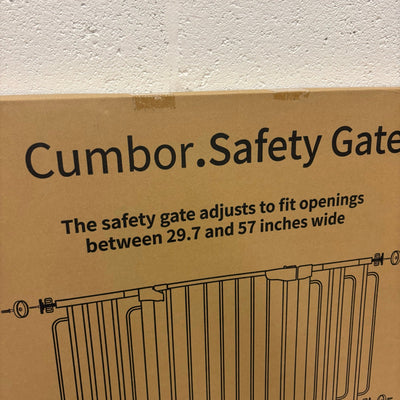 Cumbor.Safety Gate
The safety gate adjusts to fit openings
between 29.7 and 57 inches wide